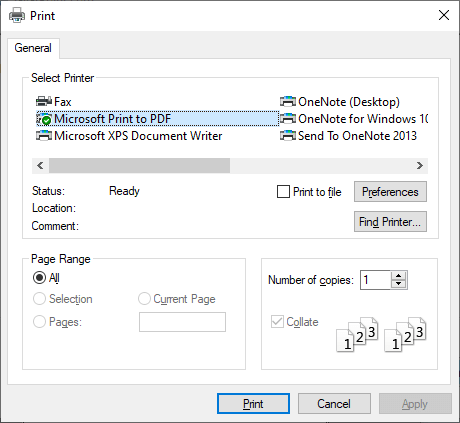 Print
General
Select Printer
Fax
OneNote (Desktop)
Microsoft Print to PDF
OneNote for Windows 10
Microsoft XPS Document Writer
Send To OneNote 2013
Status: Ready
Print to file
Preferences
Location:
Comment:
Find Printer...
Page Range
All
Selection
Current Page
Pages:
Number of copies: 1
Collate
1 2 3 1 2 3
Print
Cancel
Apply